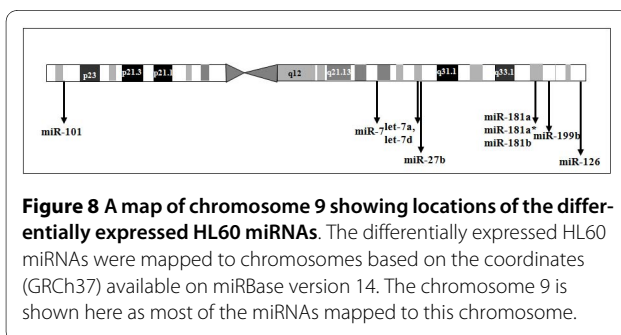 p23 p21.3 p21.1 q12 q21.13 q31.1 q33.1
miR-101
miR-7
let-7a,
let-7d
miR-27b
miR-181a
miR-181a*
miR-181b
miR-199b
miR-126
Figure 8 A map of chromosome 9 showing locations of the differ-
entially expressed HL60 miRNAs. The differentially expressed HL60
miRNAs were mapped to chromosomes based on the coordinates
(GRCh37) available on miRBase version 14. The chromosome 9 is
shown here as most of the miRNAs mapped to this chromosome.